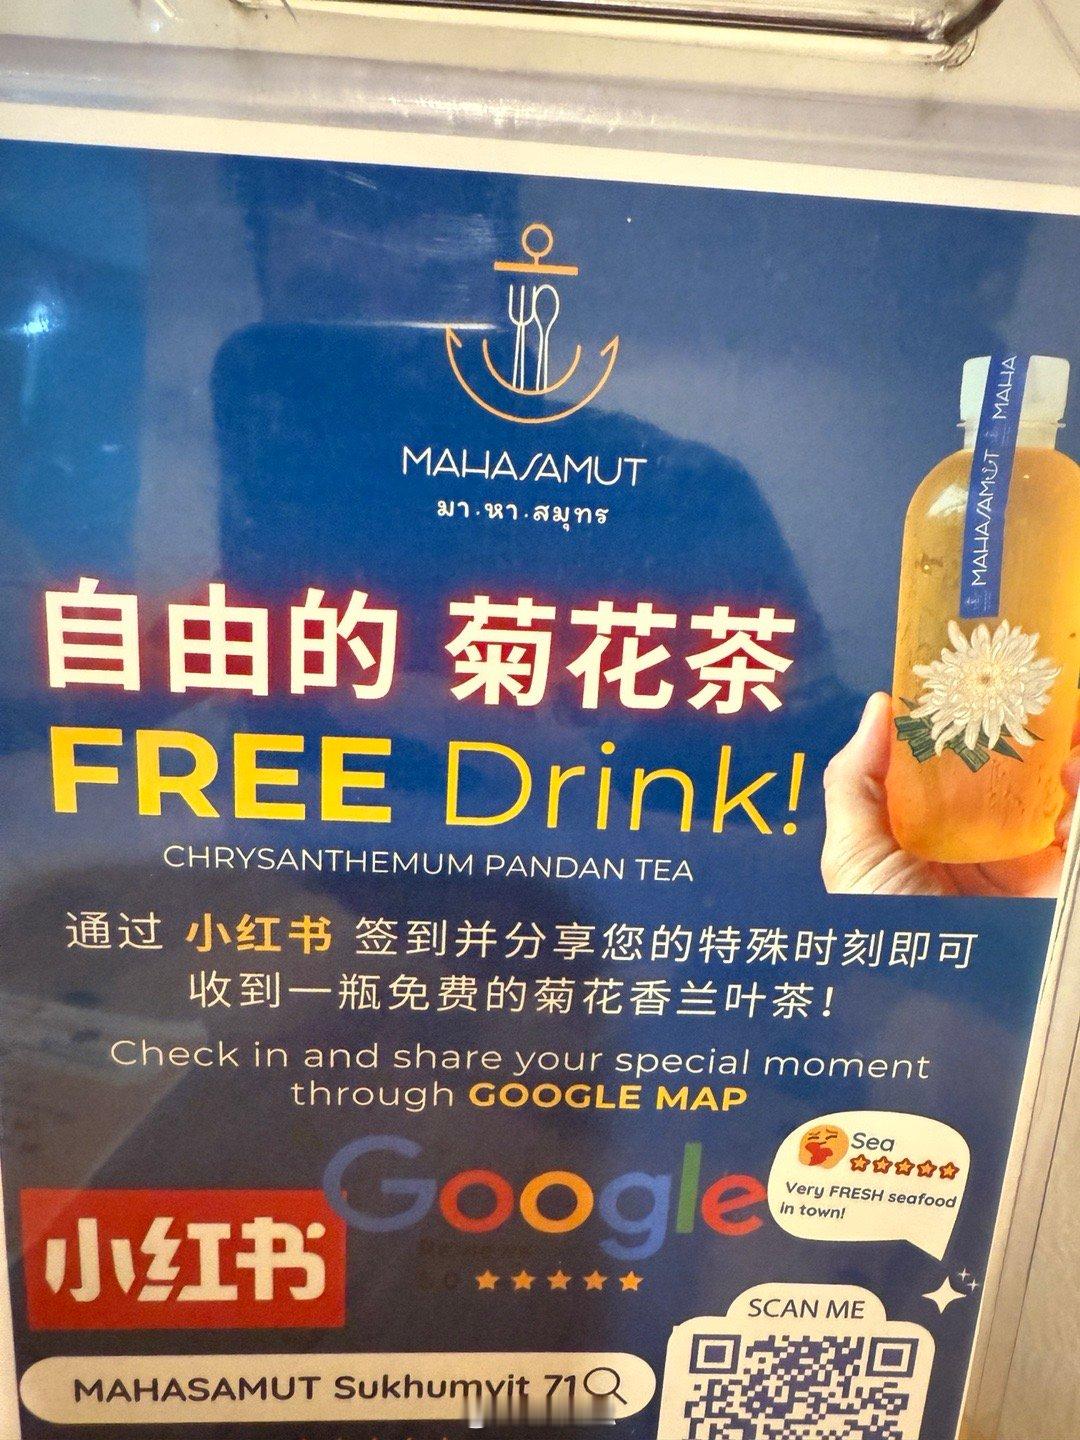 MAHASAMUT
มา.หา.สมุทร
MAHASAMUT MAHA
自由的 菊花茶
FREE Drink!
CHRYSANTHEMUM PANDAN TEA
通过 小红书 签到并分享您的特殊时刻即可
收到一瓶免费的菊花香兰叶茶！
Check in and share your special moment
through GOOGLE MAP
Google
Sea
Very FRESH seafood
in town!
小红书
SCAN ME
MAHASAMUT Sukhumvit 71